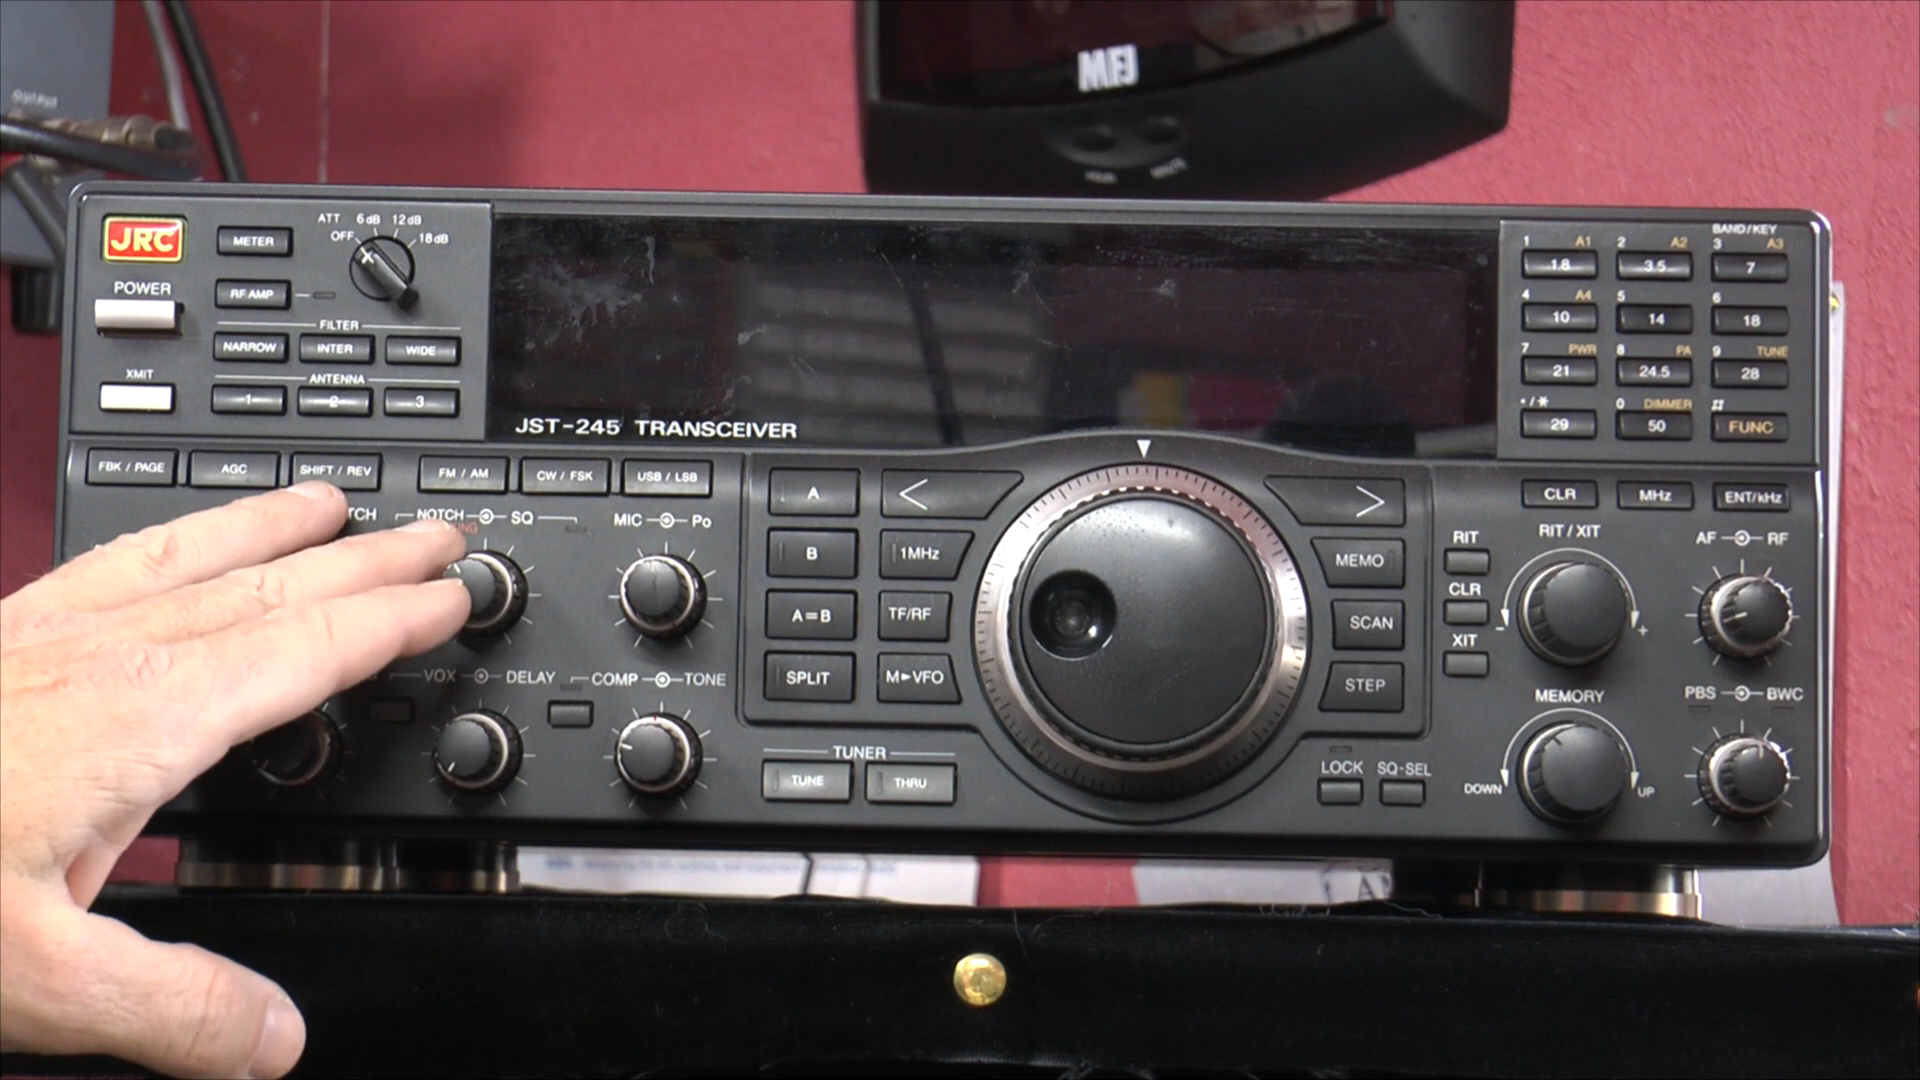 MFJ
JRC
METER
ATT 6dB 12dB
OFF 18dB
POWER
RF AMP
FILTER
NARROW INTER WIDE
XMIT
ANTENNA
1 2 3
JST-245 TRANSCEIVER
BAND/KEY
1 A1 2 A2 3 A3
1.8 3.5 7
4 A4 5 6
10 14 18
7 PWR 8 PA 9 TUNE
21 24.5 28
•/* 0 DIMMER #
29 50 FUNC
FBK / PAGE AGC SHIFT / REV FM / AM CW / FSK USB / LSB
A < > CLR MHz ENT/kHz
TCH NOTCH SQ MIC Po
B 1MHz MEMO
RIT RIT / XIT AF RF
A=B TF/RF SCAN
CLR
- +
XIT
VOX DELAY COMP TONE
SPLIT M►VFO STEP
MEMORY PBS BWC
TUNER
TUNE THRU
LOCK SQ-SEL
DOWN UP